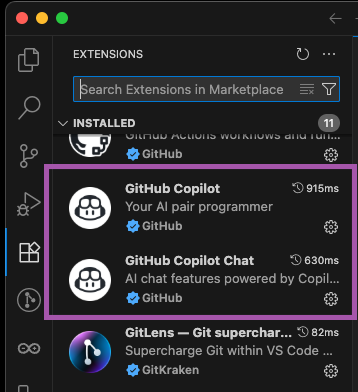 EXTENSIONS
Search Extensions in Marketplace
INSTALLED 11
GitHub Actions workflows and run...
GitHub
GitHub Copilot 915ms
Your AI pair programmer
GitHub
GitHub Copilot Chat 630ms
AI chat features powered by Copil...
GitHub
GitLens — Git superchar... 82ms
Supercharge Git within VS Code ...
GitKraken